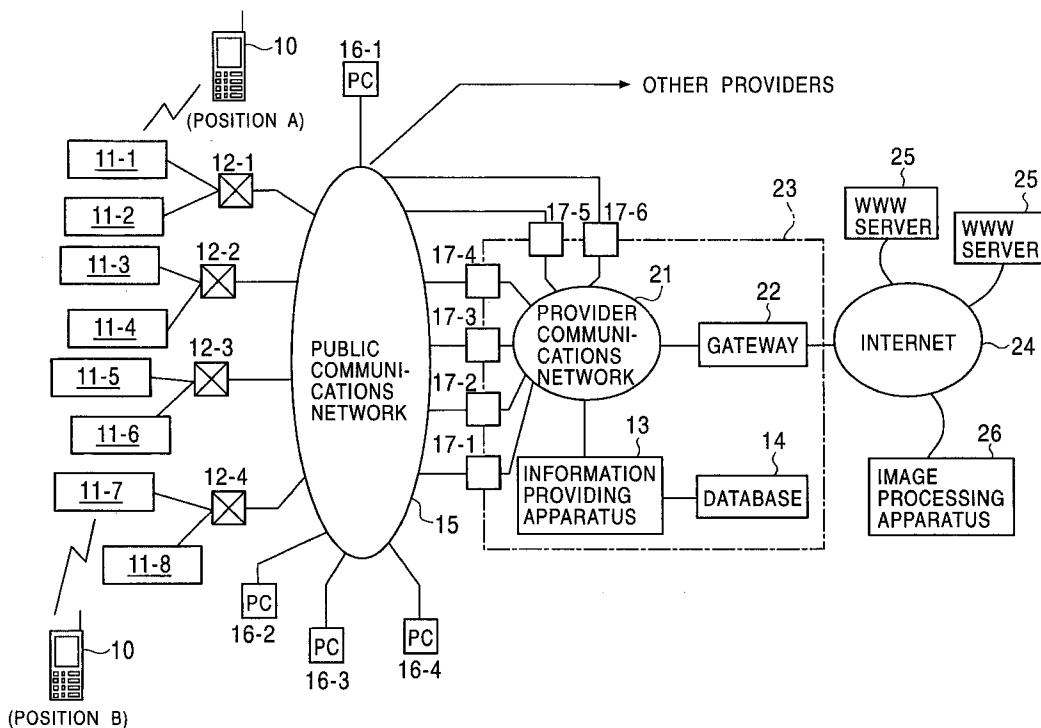 10
(POSITION A)
16-1
PC
OTHER PROVIDERS
11-1
12-1
11-2
11-3
12-2
11-4
12-3
11-5
11-6
11-7
12-4
11-8
10
(POSITION B)
PUBLIC
COMMUNI-
CATIONS
NETWORK
15
PC
16-2
PC
16-3
PC
16-4
17-5
17-6
17-4
17-3
17-2
17-1
23
21
PROVIDER
COMMUNI-
CATIONS
NETWORK
22
GATEWAY
13
INFORMATION
PROVIDING
APPARATUS
14
DATABASE
25
WWW
SERVER
25
WWW
SERVER
INTERNET
24
26
IMAGE
PROCESSING
APPARATUS